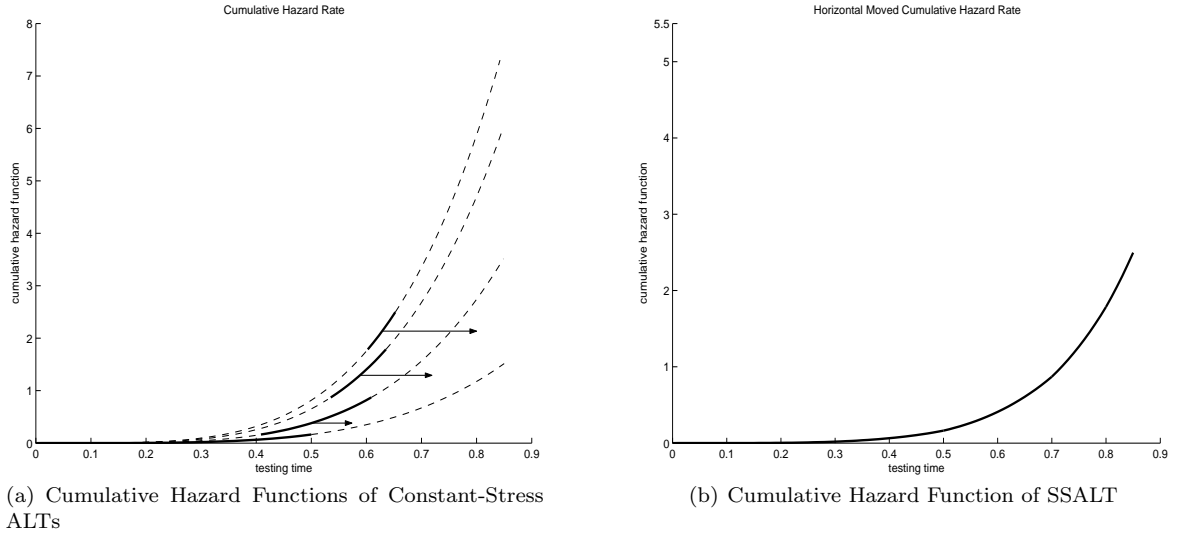 Cumulative Hazard Rate
8
7
6
5
4
3
2
1
0
cumulative hazard function
0 0.1 0.2 0.3 0.4 0.5 0.6 0.7 0.8 0.9
testing time
(a) Cumulative Hazard Functions of Constant-Stress
ALTs
Horizontal Moved Cumulative Hazard Rate
5.5
5
4
3
2
1
0
cumulative hazard function
0 0.1 0.2 0.3 0.4 0.5 0.6 0.7 0.8 0.9
testing time
(b) Cumulative Hazard Function of SSALT